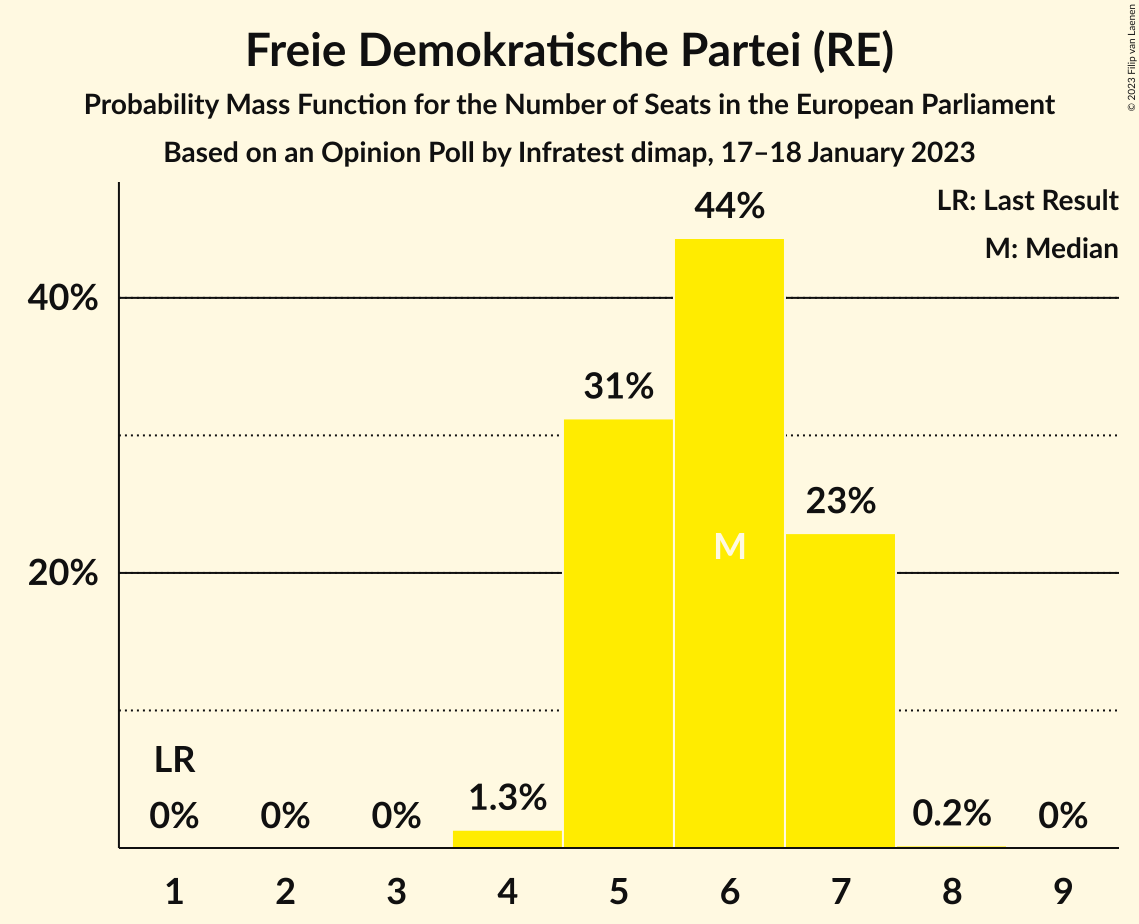 Freie Demokratische Partei (RE)
Probability Mass Function for the Number of Seats in the European Parliament
Based on an Opinion Poll by Infratest dimap, 17–18 January 2023
© 2023 Filip van Laenen
LR: Last Result
M: Median
44%
40%
31%
23%
M
20%
LR
0%
0%
0%
1.3%
0.2%
0%
1
2
3
4
5
6
7
8
9